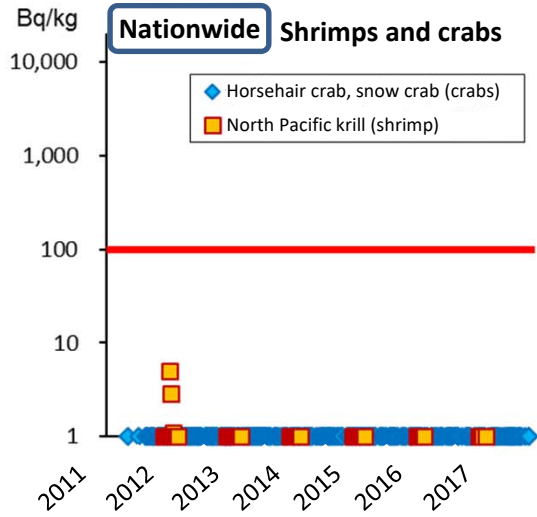 Bq/kg
Nationwide Shrimps and crabs
10,000
Horsehair crab, snow crab (crabs)
North Pacific krill (shrimp)
1,000
100
10
1
2011 2012 2013 2014 2015 2016 2017